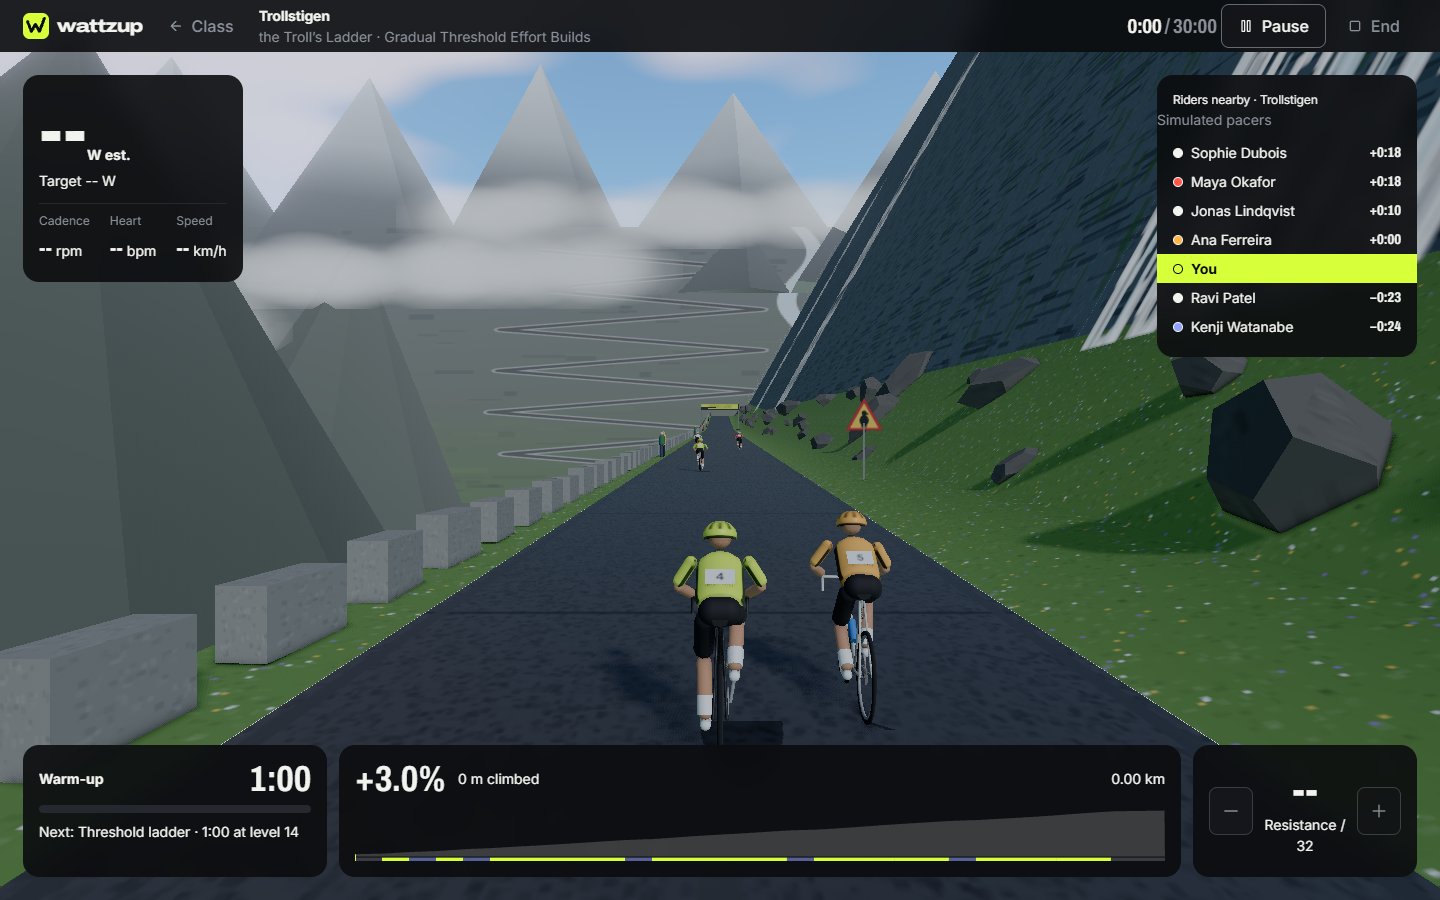 wattzup
Class
Trollstigen
the Troll's Ladder · Gradual Threshold Effort Builds
0:00 / 30:00
Pause
End
-- W est.
Target -- W
Cadence Heart Speed
-- rpm -- bpm -- km/h
Riders nearby · Trollstigen
Simulated pacers
Sophie Dubois +0:18
Maya Okafor +0:18
Jonas Lindqvist +0:10
Ana Ferreira +0:00
You
Ravi Patel −0:23
Kenji Watanabe −0:24
4
5
Warm-up 1:00
Next: Threshold ladder · 1:00 at level 14
+3.0% 0 m climbed 0.00 km
--
Resistance /
32